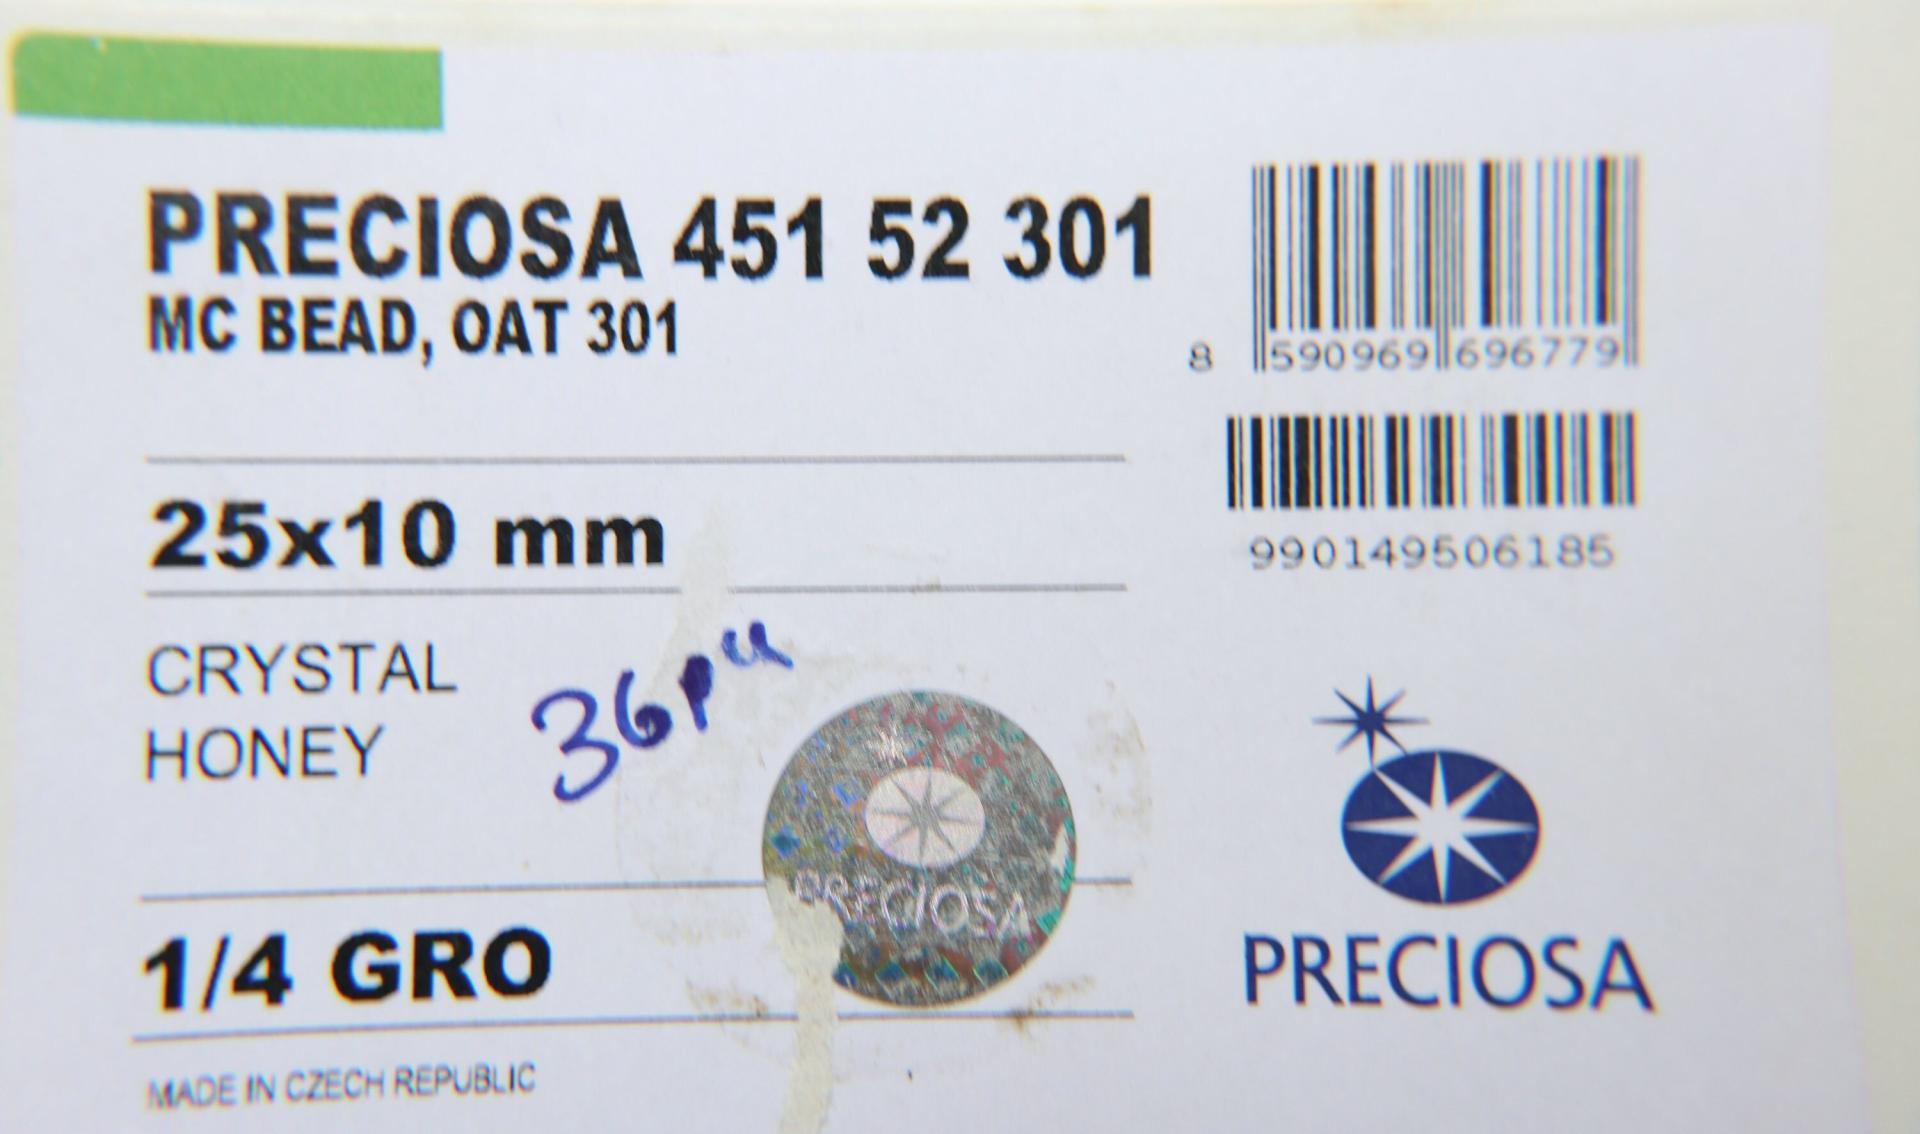 PRECIOSA 451 52 301
MC BEAD, OAT 301
8 590969 696779
25x10 mm
990149506185
CRYSTAL
HONEY
36pu
PRECIOSA
PRECIOSA
1/4 GRO
MADE IN CZECH REPUBLIC